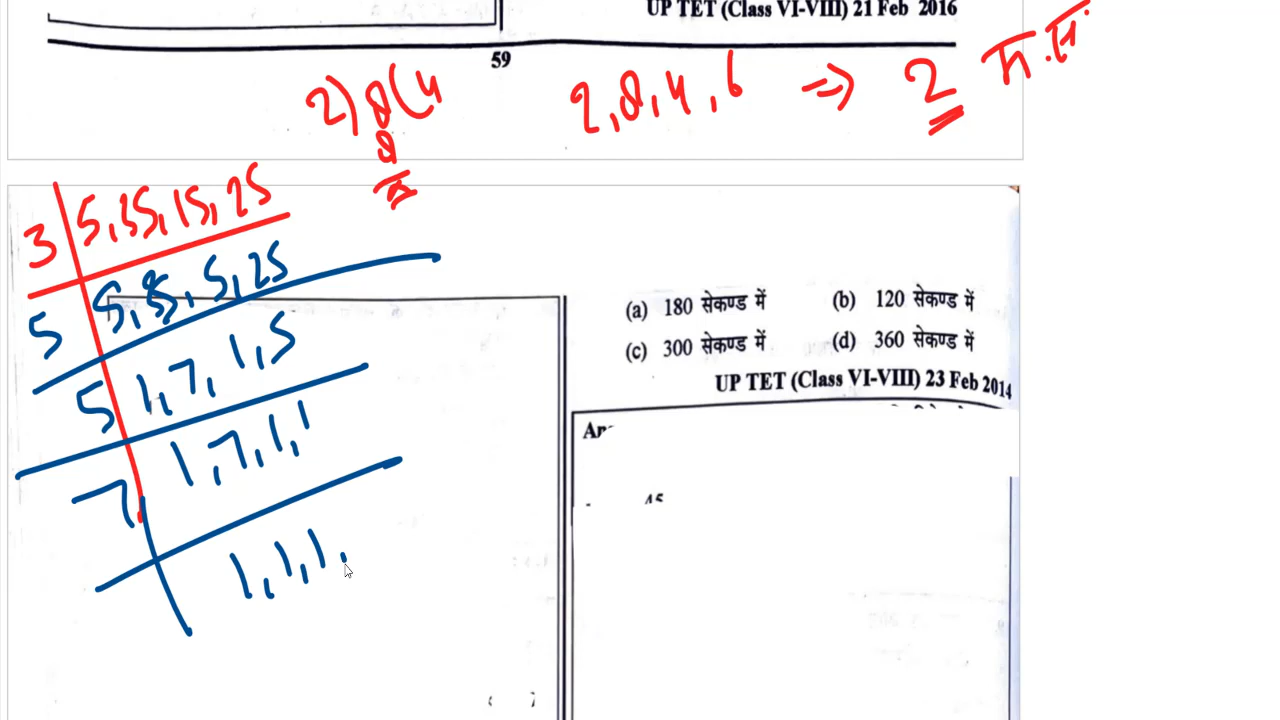 UP TET (Class VI-VIII) 21 Feb 2016
59
2) 8 (4
8
2, 8, 4, 6 => 2 म.स.
3 5, 35, 15, 25
5 5, 35, 5, 25
5 1, 7, 1, 5
7 1, 7, 1, 1
1, 1, 1,
(a) 180 सेकण्ड में (b) 120 सेकण्ड में
(c) 300 सेकण्ड में (d) 360 सेकण्ड में
UP TET (Class VI-VIII) 23 Feb 2014